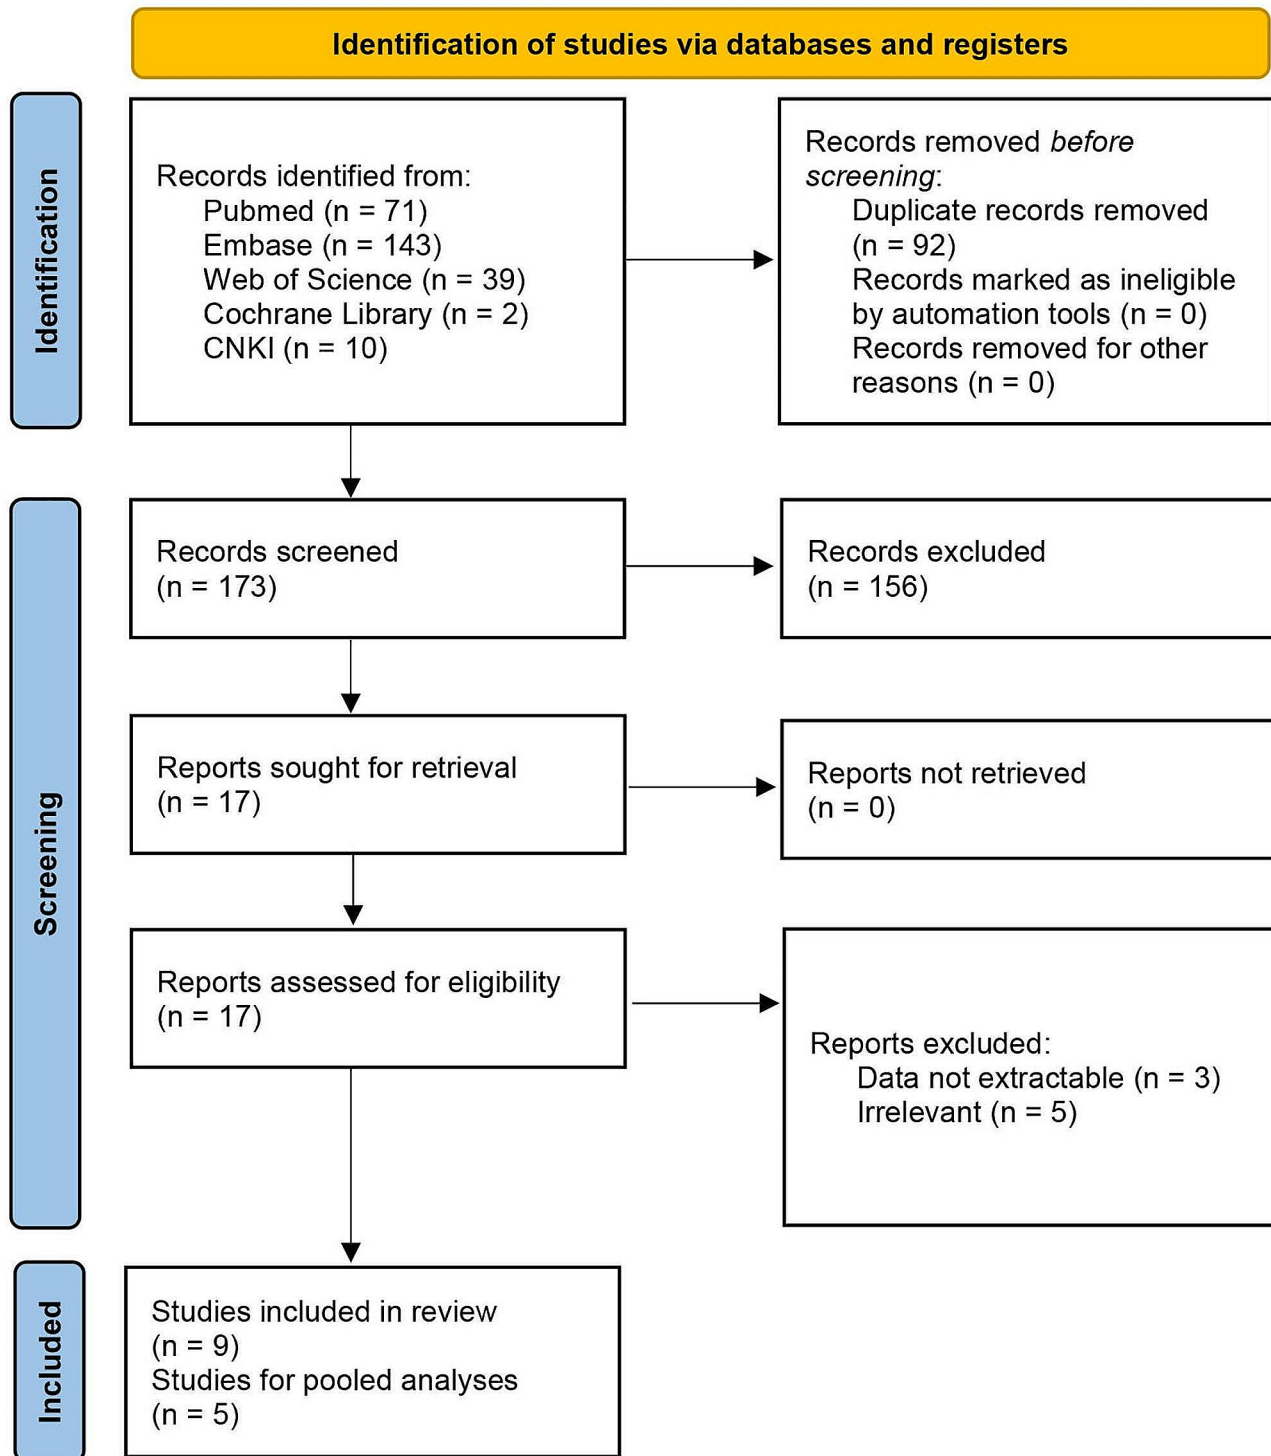 Identification of studies via databases and registers
Identification
Records identified from:
Pubmed (n = 71)
Embase (n = 143)
Web of Science (n = 39)
Cochrane Library (n = 2)
CNKI (n = 10)
Records removed before
screening:
Duplicate records removed
(n = 92)
Records marked as ineligible
by automation tools (n = 0)
Records removed for other
reasons (n = 0)
Screening
Records screened
(n = 173)
Records excluded
(n = 156)
Reports sought for retrieval
(n = 17)
Reports not retrieved
(n = 0)
Reports assessed for eligibility
(n = 17)
Reports excluded:
Data not extractable (n = 3)
Irrelevant (n = 5)
Included
Studies included in review
(n = 9)
Studies for pooled analyses
(n = 5)